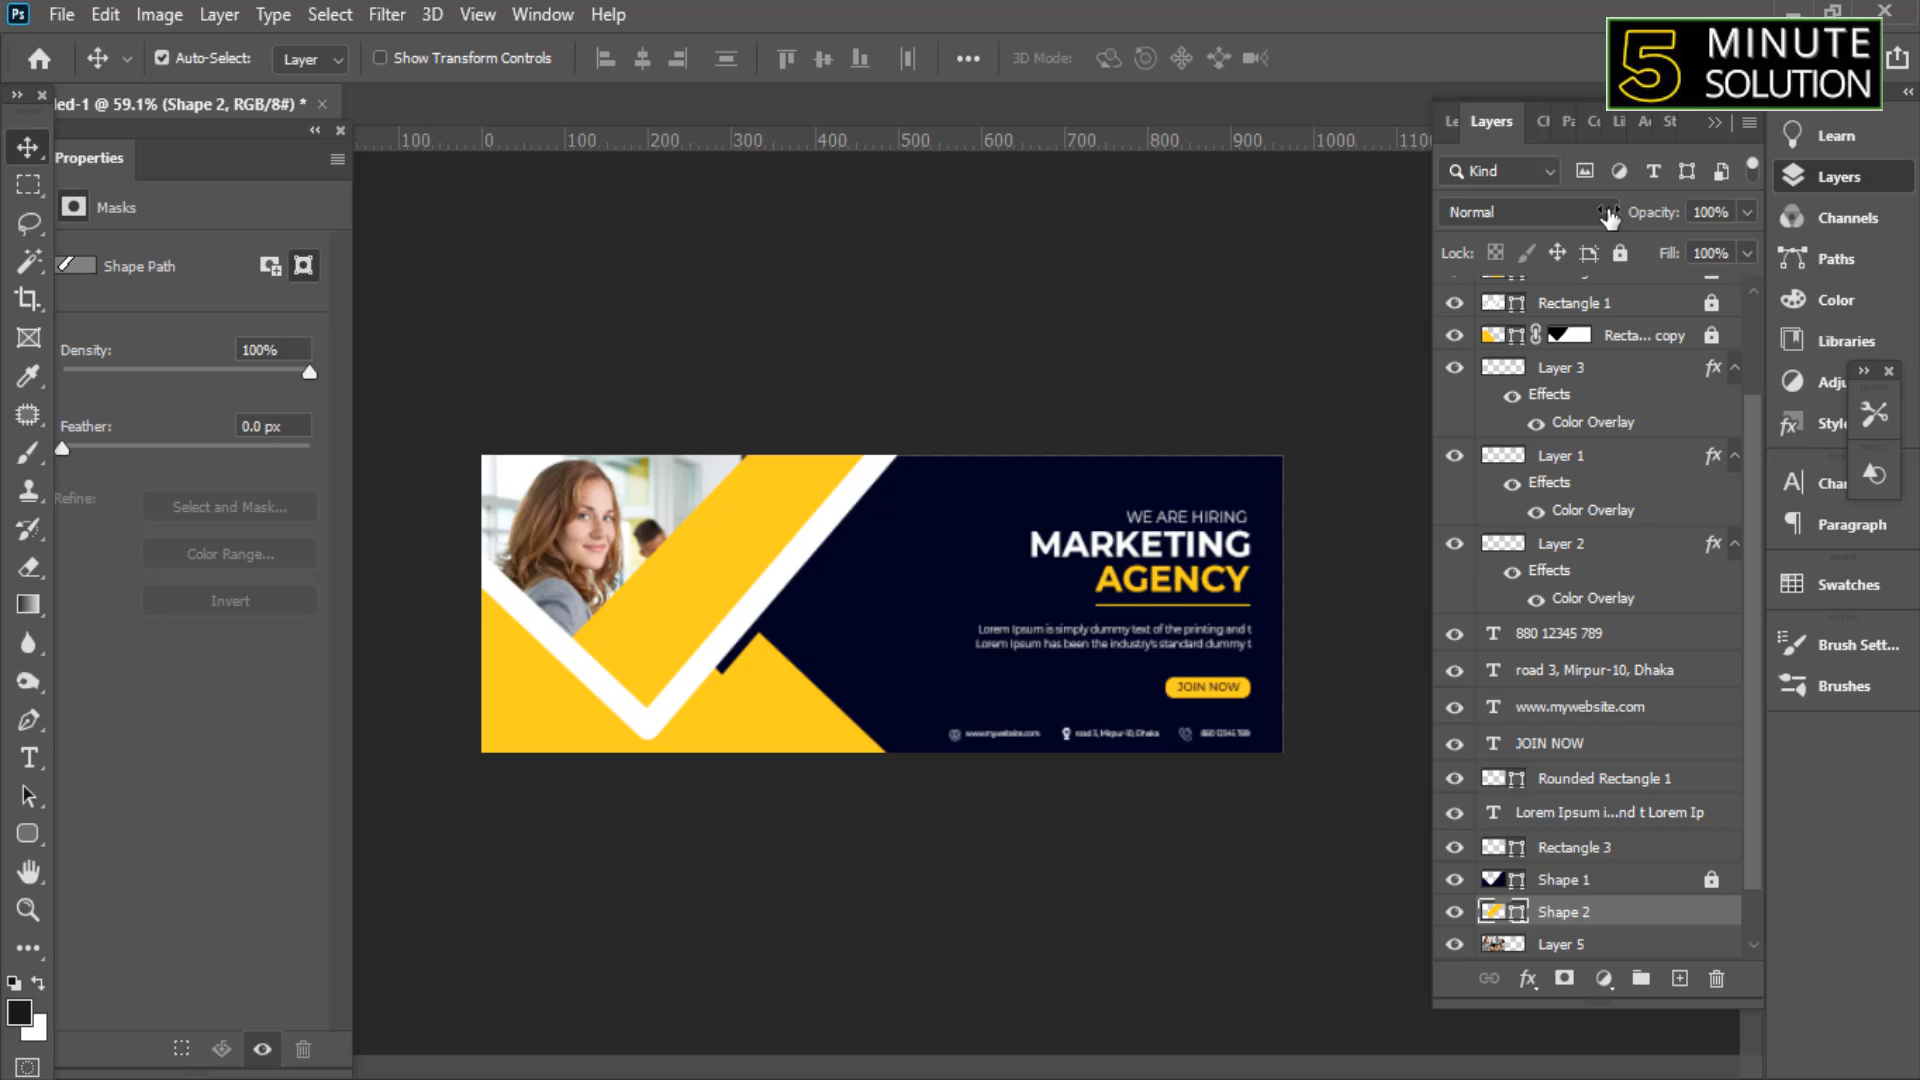 Ps File Edit Image Layer Type Select Filter 3D View Window Help
Auto-Select: Layer Show Transform Controls 3D Mode:
5 MINUTE SOLUTION
ed-1 @ 59.1% (Shape 2, RGB/8#) *
Properties
Masks
Shape Path
Density: 100%
Feather: 0.0 px
Refine: Select and Mask...
Color Range...
Invert
100 0 100 200 300 400 500 600 700 800 900 1000
WE ARE HIRING
MARKETING
AGENCY
Lorem Ipsum is simply dummy text of the printing and t
Lorem Ipsum has been the industry's standard dummy t
JOIN NOW
www.mywebsite.com road 3, Mirpur-10, Dhaka 880 12345 789
Layers
Kind
Normal Opacity: 100%
Lock: Fill: 100%
Rectangle 1
Recta... copy
Layer 3 fx
Effects
Color Overlay
Layer 1 fx
Effects
Color Overlay
Layer 2 fx
Effects
Color Overlay
T 880 12345 789
T road 3, Mirpur-10, Dhaka
T www.mywebsite.com
T JOIN NOW
Rounded Rectangle 1
T Lorem Ipsum i...nd t Lorem Ip
Rectangle 3
Shape 1
Shape 2
Layer 5
fx
Learn
Layers
Channels
Paths
Color
Libraries
Adju
Style
Cha
Paragraph
Swatches
Brush Sett...
Brushes